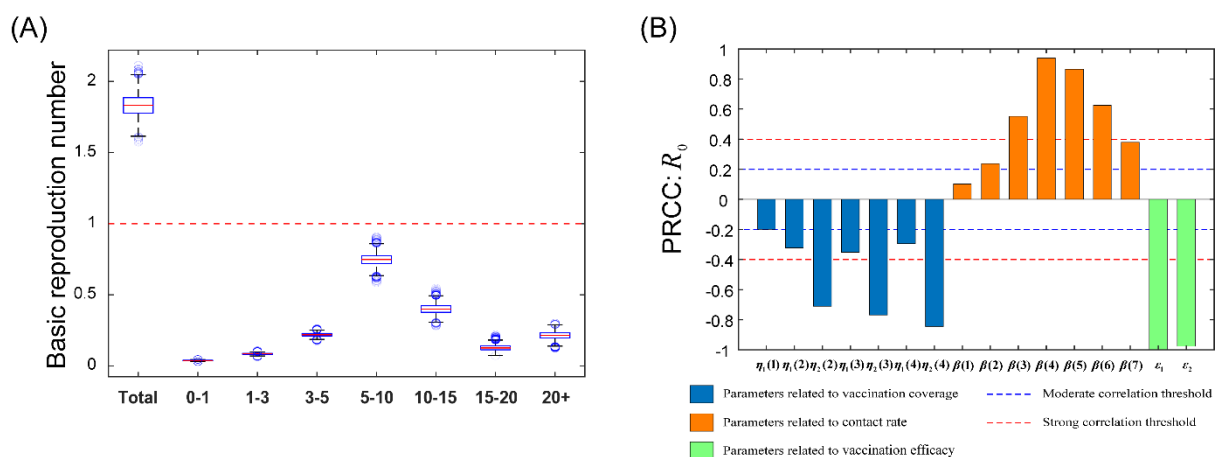 (A)
Basic reproduction number
2
1.5
1
0.5
0
Total 0-1 1-3 3-5 5-10 10-15 15-20 20+
(B)
PRCC: R₀
1
0.8
0.6
0.4
0.2
0
-0.2
-0.4
-0.6
-0.8
-1
η₁(1) η₁(2) η₂(2) η₁(3) η₂(3) η₁(4) η₂(4) β(1) β(2) β(3) β(4) β(5) β(6) β(7) ε₁ ε₂
Parameters related to vaccination coverage
Parameters related to contact rate
Parameters related to vaccination efficacy
Moderate correlation threshold
Strong correlation threshold